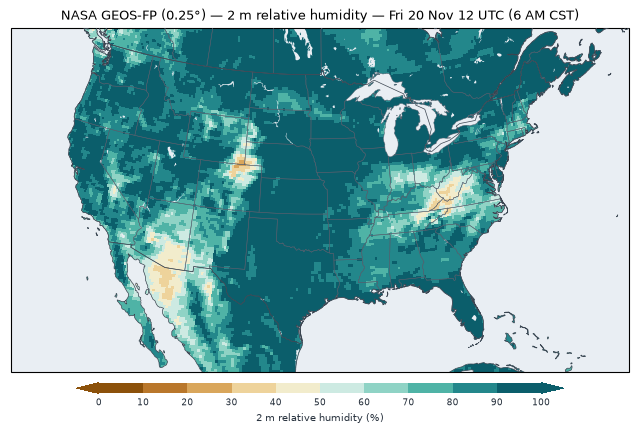 NASA GEOS-FP (0.25°) — 2 m relative humidity — Fri 20 Nov 12 UTC (6 AM CST)
0 10 20 30 40 50 60 70 80 90 100
2 m relative humidity (%)